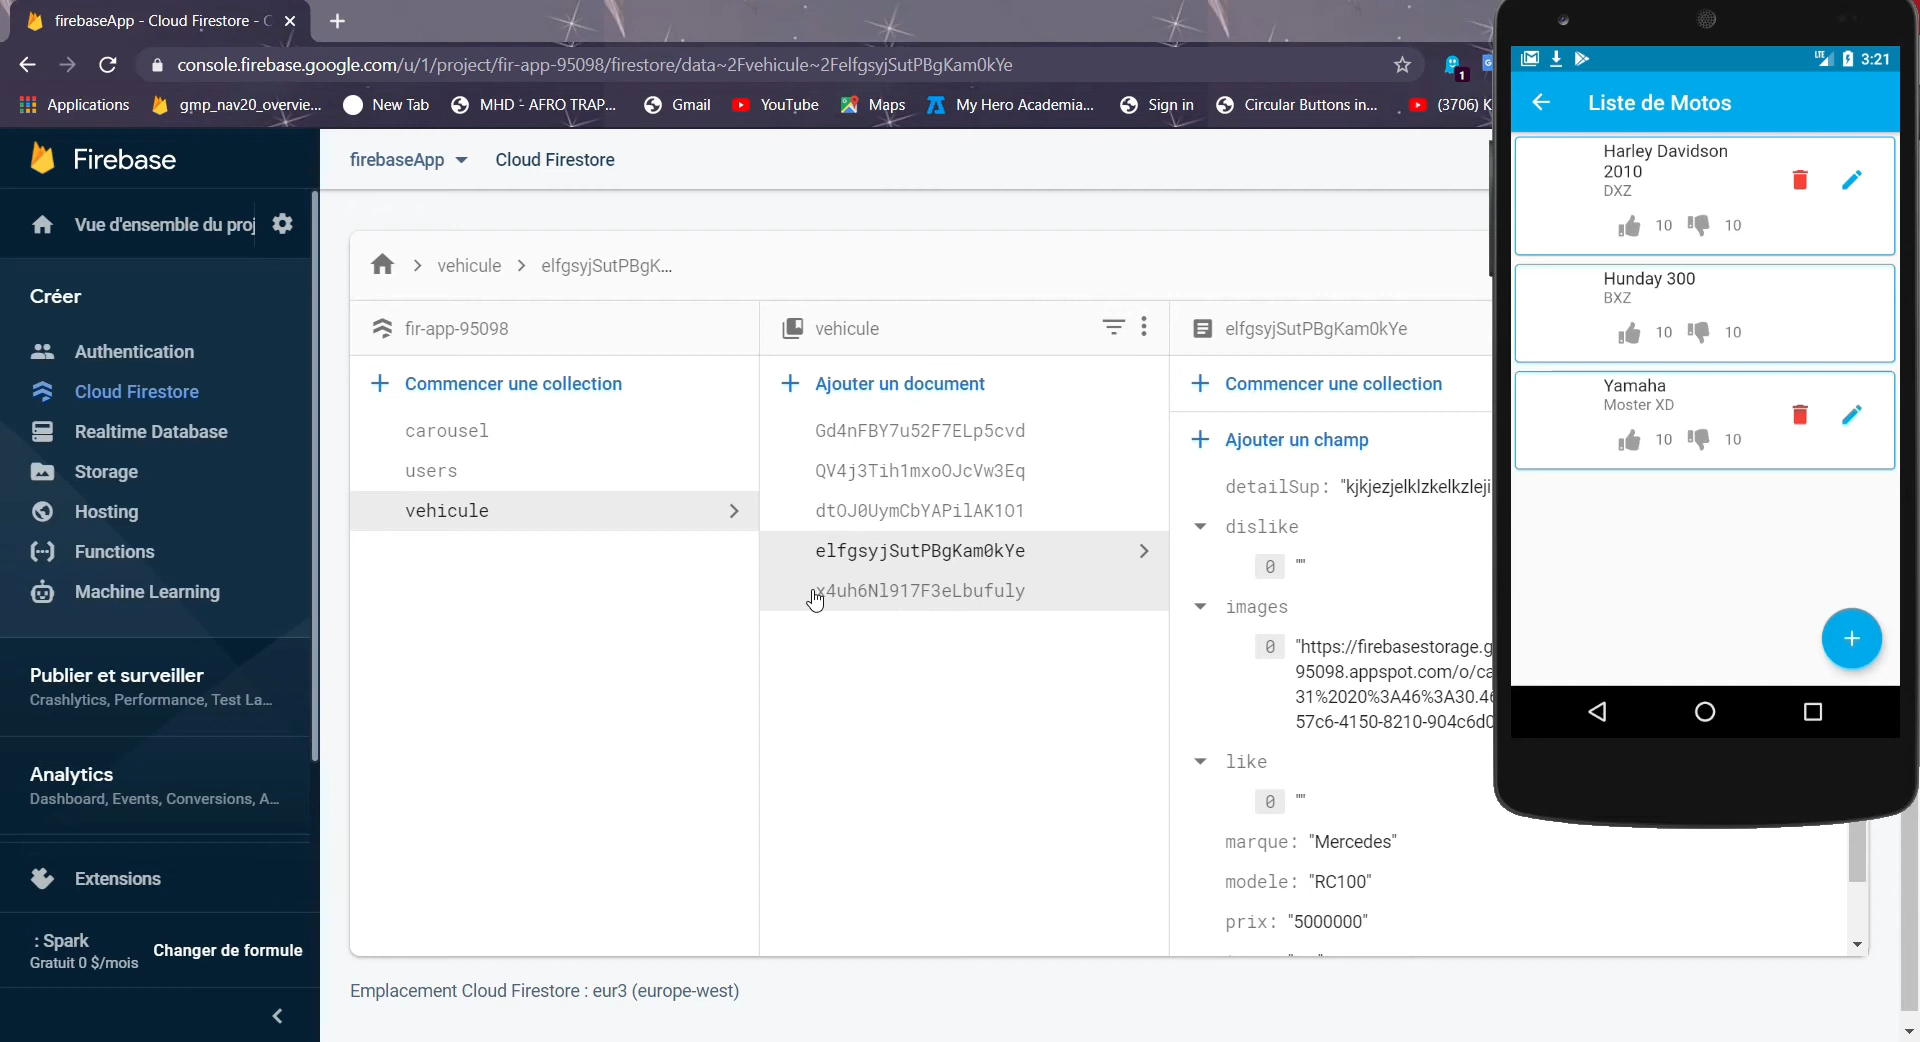 firebaseApp - Cloud Firestore - C
console.firebase.google.com/u/1/project/fir-app-95098/firestore/data~2Fvehicule~2FelfgsyjSutPBgKam0kYe
1
Applications
gmp_nav20_overvie...
New Tab
MHD - AFRO TRAP...
Gmail
YouTube
Maps
My Hero Academia...
Sign in
Circular Buttons in...
(3706) K
Firebase
Vue d'ensemble du proj
Créer
Authentication
Cloud Firestore
Realtime Database
Storage
Hosting
Functions
Machine Learning
Publier et surveiller
Crashlytics, Performance, Test La...
Analytics
Dashboard, Events, Conversions, A...
Extensions
: Spark
Gratuit 0 $/mois
Changer de formule
firebaseApp
Cloud Firestore
vehicule
elfgsyjSutPBgK...
fir-app-95098
Commencer une collection
carousel
users
vehicule
vehicule
Ajouter un document
Gd4nFBY7u52F7ELp5cvd
QV4j3Tih1mxoOJcVw3Eq
dtOJ0UymCbYAPilAK1O1
elfgsyjSutPBgKam0kYe
x4uh6Nl917F3eLbufuly
elfgsyjSutPBgKam0kYe
Commencer une collection
Ajouter un champ
detailSup: "kjkjezjelklzkelkzleji
dislike
0 ""
images
0 "https://firebasestorage.g
95098.appspot.com/o/ca
31%2020%3A46%3A30.46
57c6-4150-8210-904c6d0
like
0 ""
marque: "Mercedes"
modele: "RC100"
prix: "5000000"
Emplacement Cloud Firestore : eur3 (europe-west)
LTE
3:21
Liste de Motos
Harley Davidson
2010
DXZ
10 10
Hunday 300
BXZ
10 10
Yamaha
Moster XD
10 10